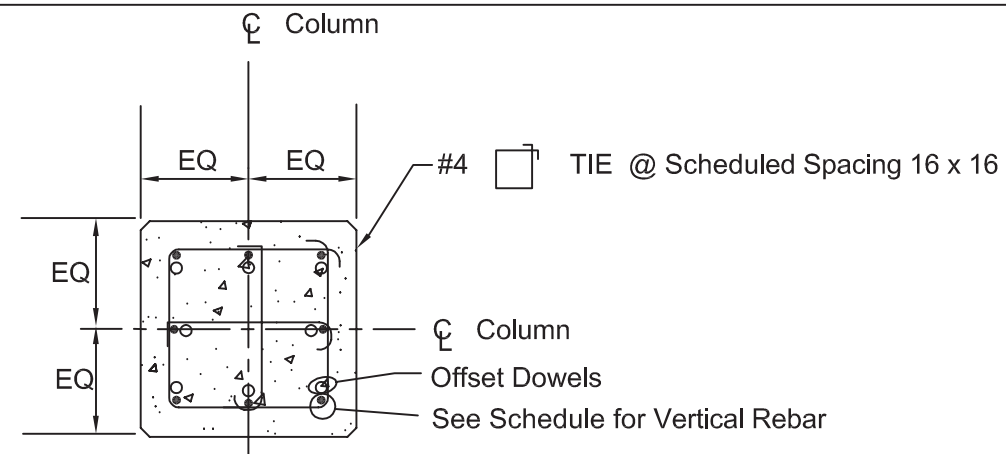 ℄ Column
EQ EQ
#4 TIE @ Scheduled Spacing 16 x 16
EQ
℄ Column
EQ
Offset Dowels
See Schedule for Vertical Rebar